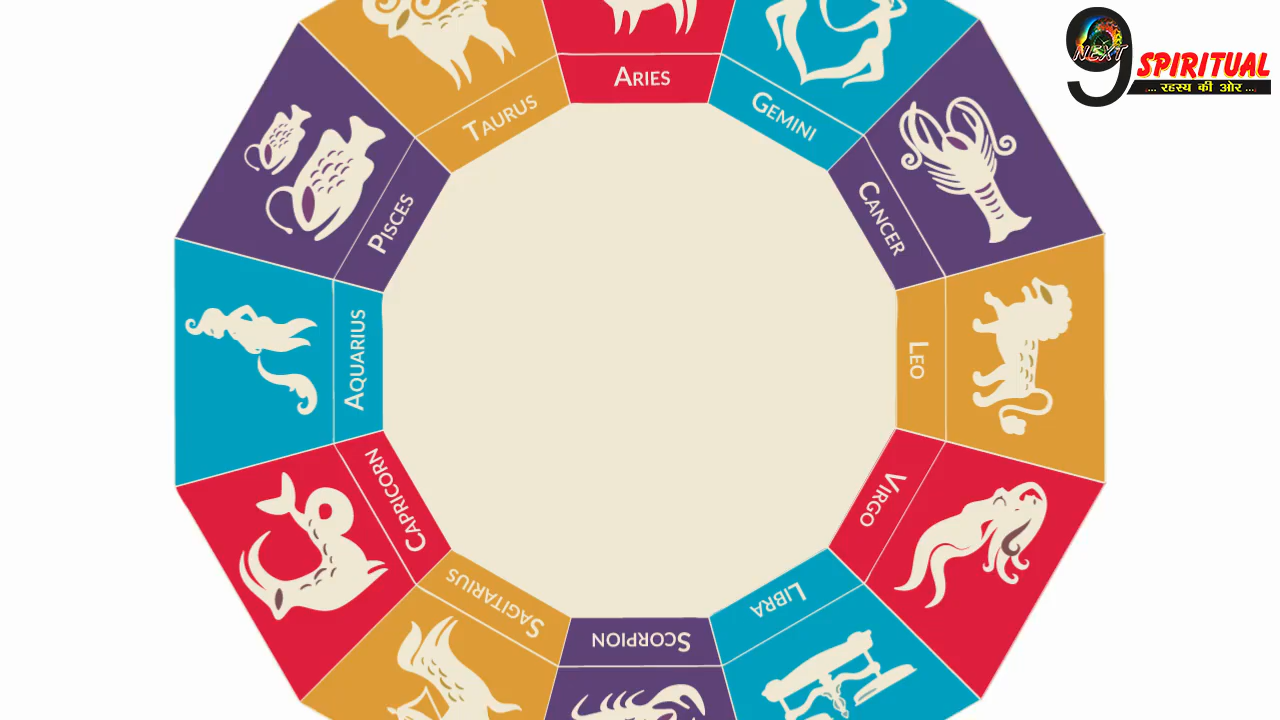 ARIES
TAURUS
GEMINI
PISCES
CANCER
AQUARIUS
LEO
CAPRICORN
VIRGO
SAGITARIUS
LIBRA
SCORPION
9
NEXT
SPIRITUAL
... रहस्य की ओर ...